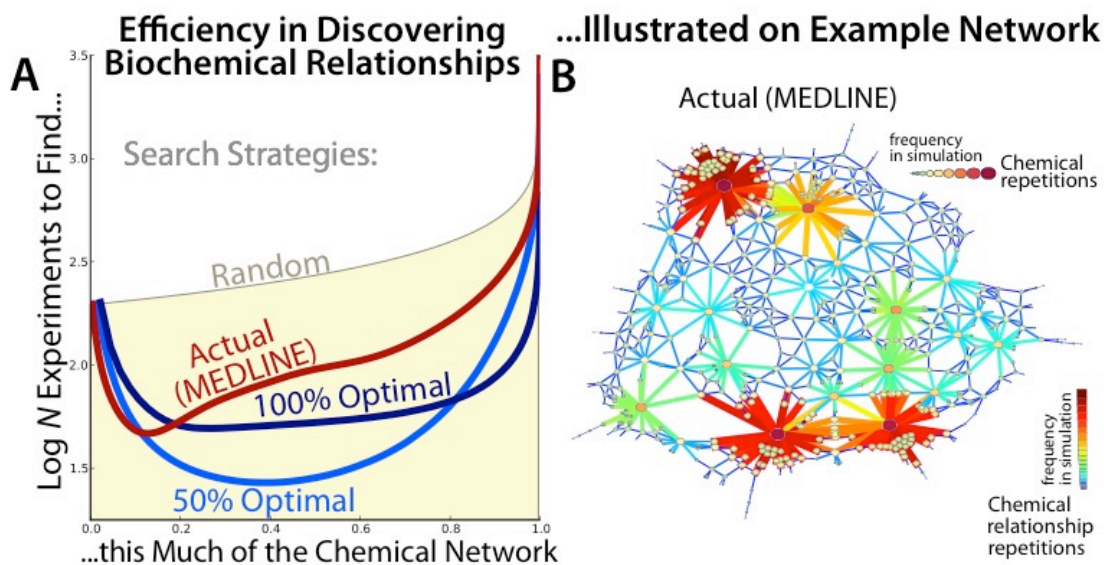 A
Efficiency in Discovering
Biochemical Relationships
Log N Experiments to Find...
3.5
3.0
2.5
2.0
1.5
Search Strategies:
Random
Actual
(MEDLINE)
100% Optimal
50% Optimal
0.0 0.2 0.4 0.6 0.8 1.0
...this Much of the Chemical Network
...Illustrated on Example Network
B
Actual (MEDLINE)
frequency
in simulation
Chemical
repetitions
frequency
in simulation
Chemical
relationship
repetitions